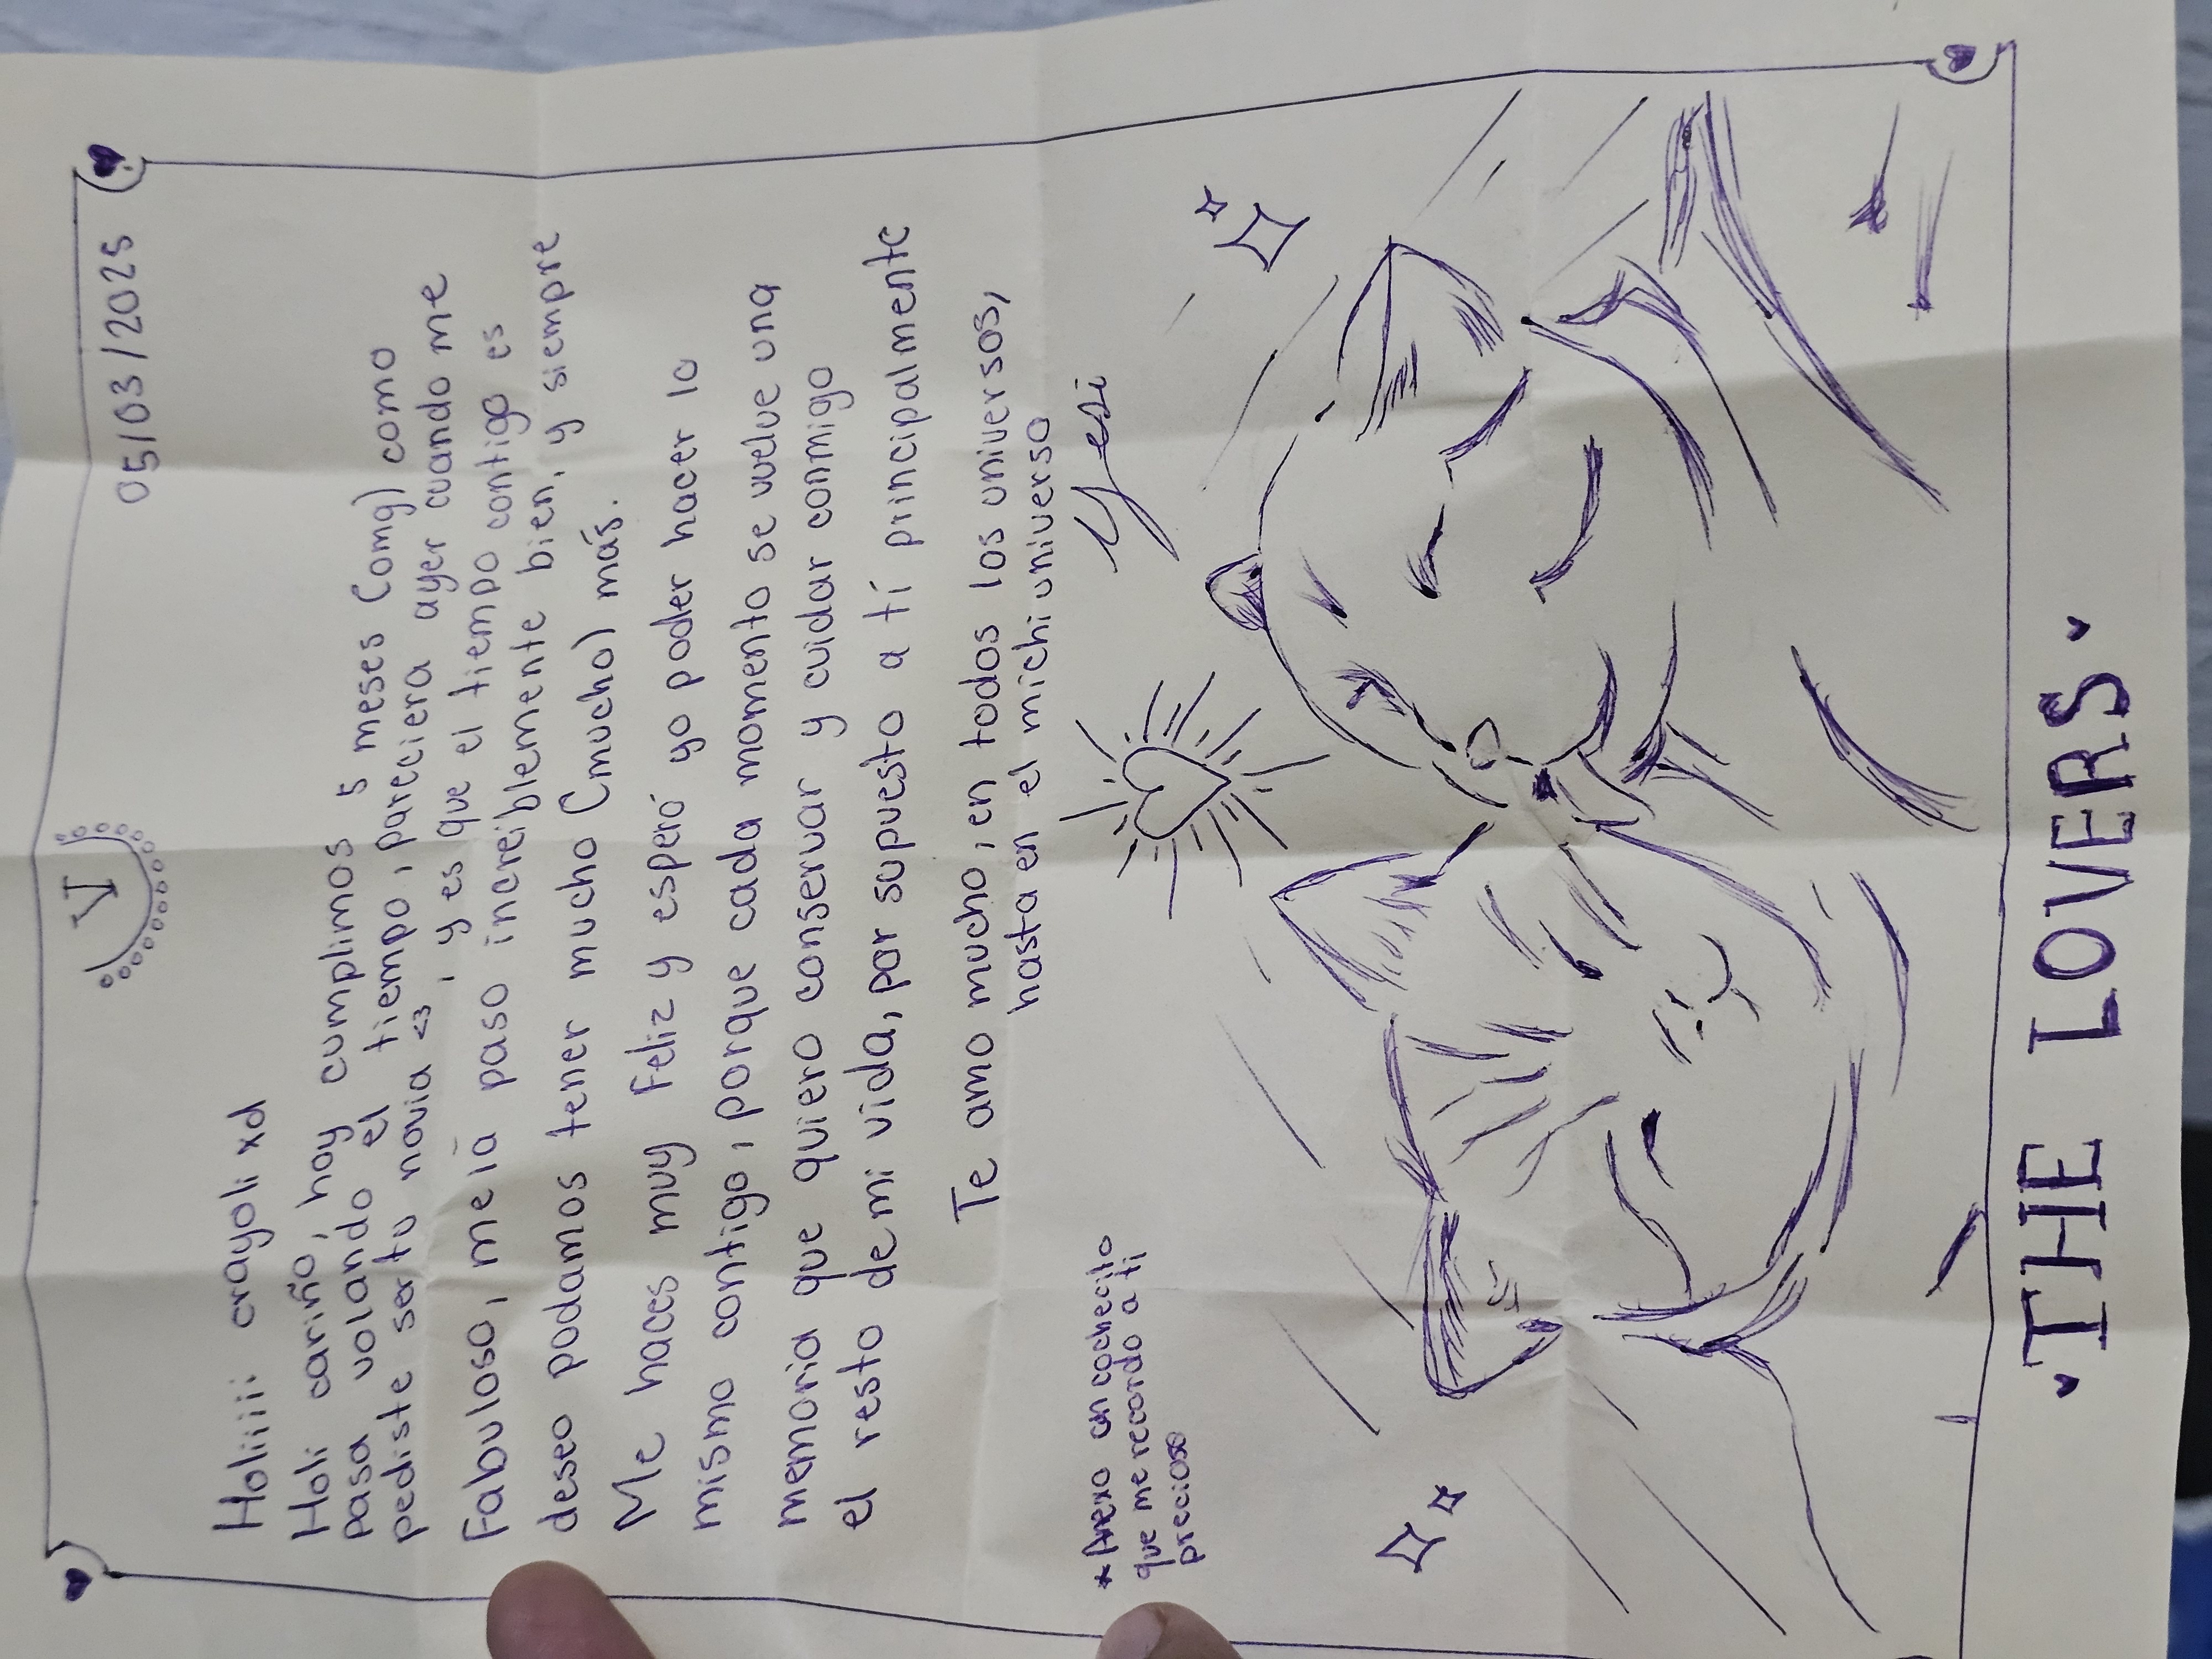 V
05/03/2025
Holiiiii crayoli xd
Holi cariño, hoy cumplimos 5 meses (omg) como
pasa volando el tiempo, pareciera ayer cuando me
pediste ser tu novia <3, y es que el tiempo contigo es
Fabuloso, me la paso increiblemente bien, y siempre
deseo podamos tener mucho (mucho) más.
Me haces muy Feliz y esperó yo poder hacer lo
mismo contigo, porque cada momento se vuelve una
memoria que quiero conservar y cuidar conmigo
el resto de mi vida, por supuesto a tí principalmente
Te amo mucho, en todos los universos,
hasta en el michiuniverso
Yesi
*Anexo un cochecito
que me recordo a ti
precioso
THE LOVERS